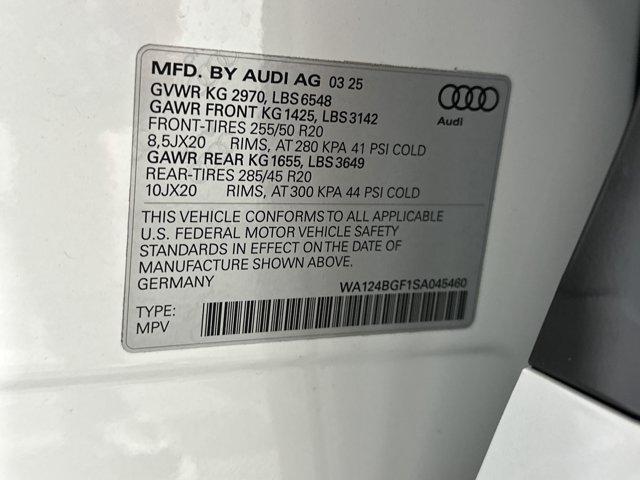 MFD. BY AUDI AG 03 25
GVWR KG 2970, LBS 6548
GAWR FRONT KG 1425, LBS 3142
FRONT-TIRES 255/50 R20
8,5JX20 RIMS, AT 280 KPA 41 PSI COLD
GAWR REAR KG 1655, LBS 3649
REAR-TIRES 285/45 R20
10JX20 RIMS, AT 300 KPA 44 PSI COLD
Audi
THIS VEHICLE CONFORMS TO ALL APPLICABLE
U.S. FEDERAL MOTOR VEHICLE SAFETY
STANDARDS IN EFFECT ON THE DATE OF
MANUFACTURE SHOWN ABOVE.
GERMANY WA124BGF1SA045460
TYPE:
MPV